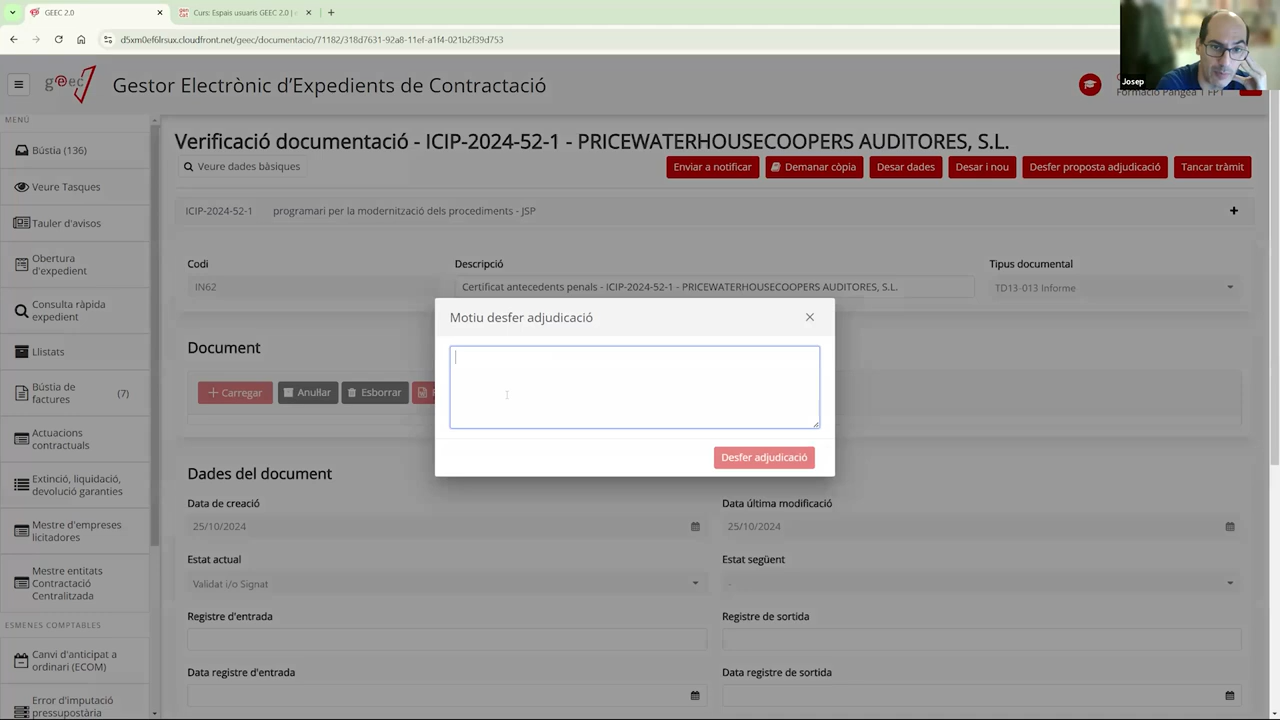 GEEC 2.0
Curs: Espais usuaris GEEC 2.0 |
d5xm0ef6lrsux.cloudfront.net/geec/documentacio/71182/318d7631-92a8-11ef-a1f4-021b2f39d753
Josep
geec
Gestor Electrònic d'Expedients de Contractació
Formació Pangea 1 FPT
MENÚ
Bústia (136)
Veure Tasques
Tauler d'avisos
Obertura
d'expedient
Consulta ràpida
expedient
Llistats
Bústia de
factures
(7)
Actuacions
contractuals
Extinció, liquidació,
devolució garanties
Mestre d'empreses
licitadores
Mestre entitats
Contractació
Centralitzada
ESMENES COMPTABLES
Canvi d'anticipat a
ordinari (ECOM)
Error d'imputació
pressupostària
Verificació documentació - ICIP-2024-52-1 - PRICEWATERHOUSECOOPERS AUDITORES, S.L.
Veure dades bàsiques
Enviar a notificar
Demanar còpia
Desar dades
Desar i nou
Desfer proposta adjudicació
Tancar tràmit
ICIP-2024-52-1 programari per la modernització dels procediments - JSP
Codi
Descripció
Tipus documental
IN62
Certificat antecedents penals - ICIP-2024-52-1 - PRICEWATERHOUSECOOPERS AUDITORES, S.L.
TD13-013 Informe
Motiu desfer adjudicació
Desfer adjudicació
Document
Carregar
Anul·lar
Esborrar
Dades del document
Data de creació
Data última modificació
25/10/2024
25/10/2024
Estat actual
Estat següent
Validat i/o Signat
-
Registre d'entrada
Registre de sortida
Data registre d'entrada
Data registre de sortida